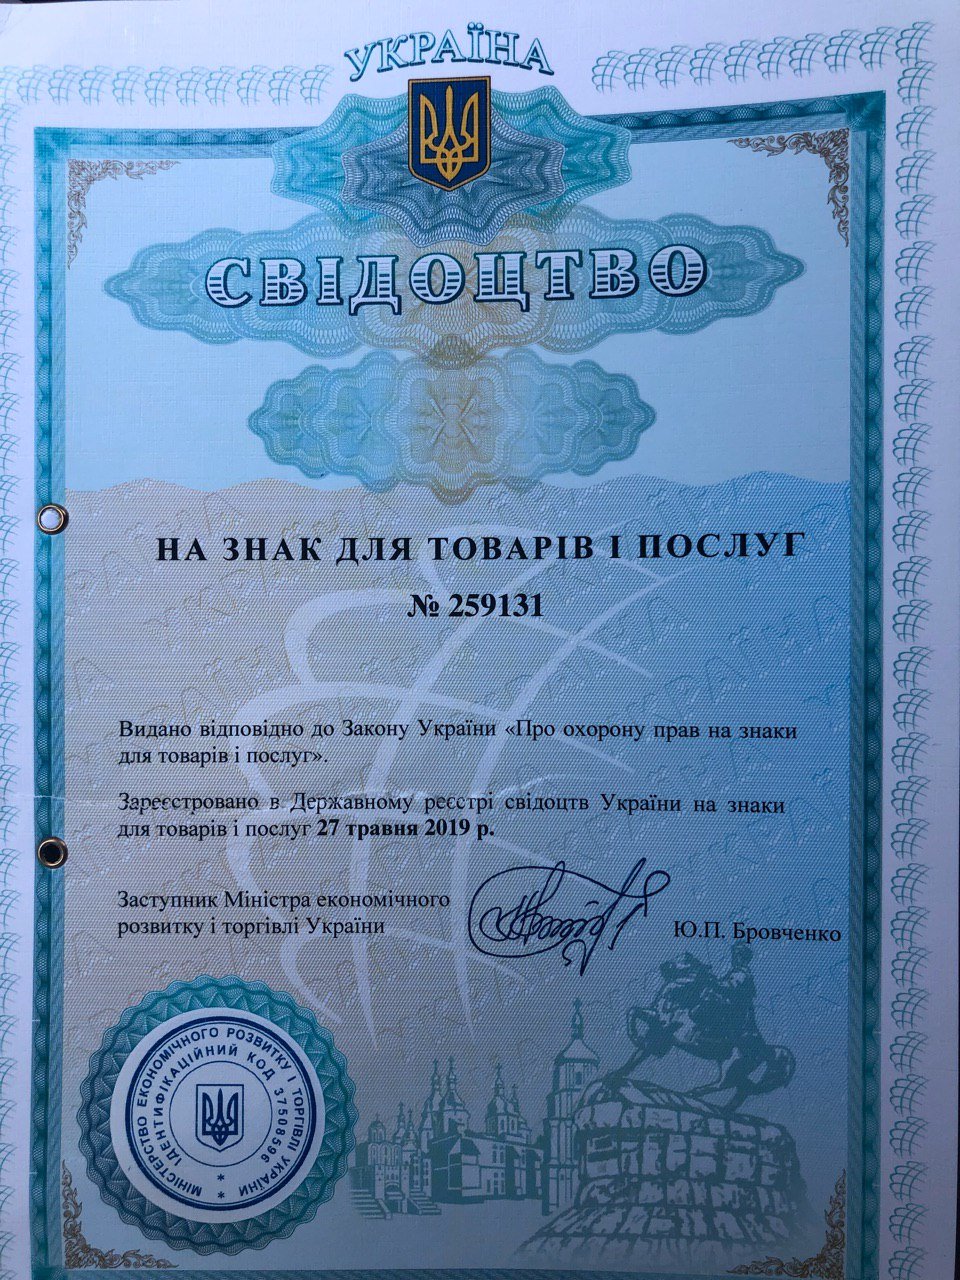 УКРАЇНА
СВІДОЦТВО
НА ЗНАК ДЛЯ ТОВАРІВ І ПОСЛУГ
№ 259131
Видано відповідно до Закону України «Про охорону прав на знаки
для товарів і послуг».
Зареєстровано в Державному реєстрі свідоцтв України на знаки
для товарів і послуг 27 травня 2019 р.
Заступник Міністра економічного
розвитку і торгівлі України
Ю.П. Бровченко
МІНІСТЕРСТВО ЕКОНОМІЧНОГО РОЗВИТКУ І ТОРГІВЛІ УКРАЇНИ
ІДЕНТИФІКАЦІЙНИЙ КОД 37508596